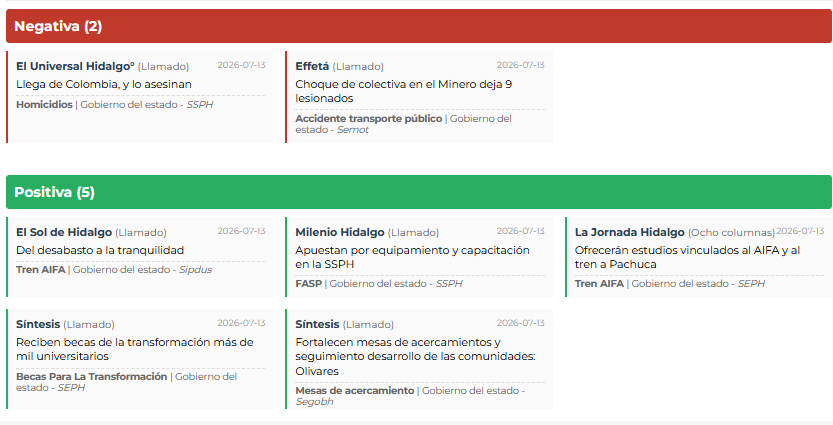 Negativa (2)
El Universal Hidalgo° (Llamado) 2026-07-13
Llega de Colombia, y lo asesinan
Homicidios | Gobierno del estado - SSPH
Effetá (Llamado) 2026-07-13
Choque de colectiva en el Minero deja 9
lesionados
Accidente transporte público | Gobierno del
estado - Semot
Positiva (5)
El Sol de Hidalgo (Llamado) 2026-07-13
Del desabasto a la tranquilidad
Tren AIFA | Gobierno del estado - Sipdus
Milenio Hidalgo (Llamado) 2026-07-13
Apuestan por equipamiento y capacitación
en la SSPH
FASP | Gobierno del estado - SSPH
La Jornada Hidalgo (Ocho columnas) 2026-07-13
Ofrecerán estudios vinculados al AIFA y al
tren a Pachuca
Tren AIFA | Gobierno del estado - SEPH
Síntesis (Llamado) 2026-07-13
Reciben becas de la transformación más de
mil universitarios
Becas Para La Transformación | Gobierno del
estado - SEPH
Síntesis (Llamado) 2026-07-13
Fortalecen mesas de acercamientos y
seguimiento desarrollo de las comunidades:
Olivares
Mesas de acercamiento | Gobierno del estado -
Segobh